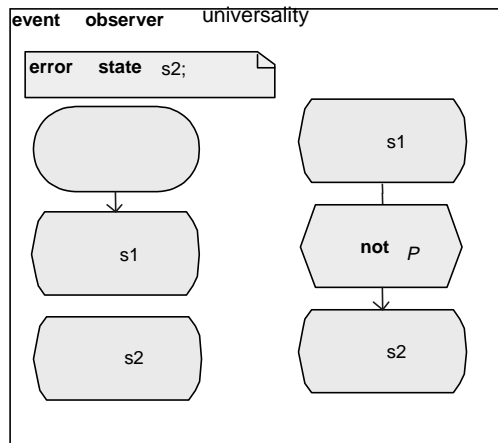 event observer universality
error state s2;
s1
s2
s1
not P
s2